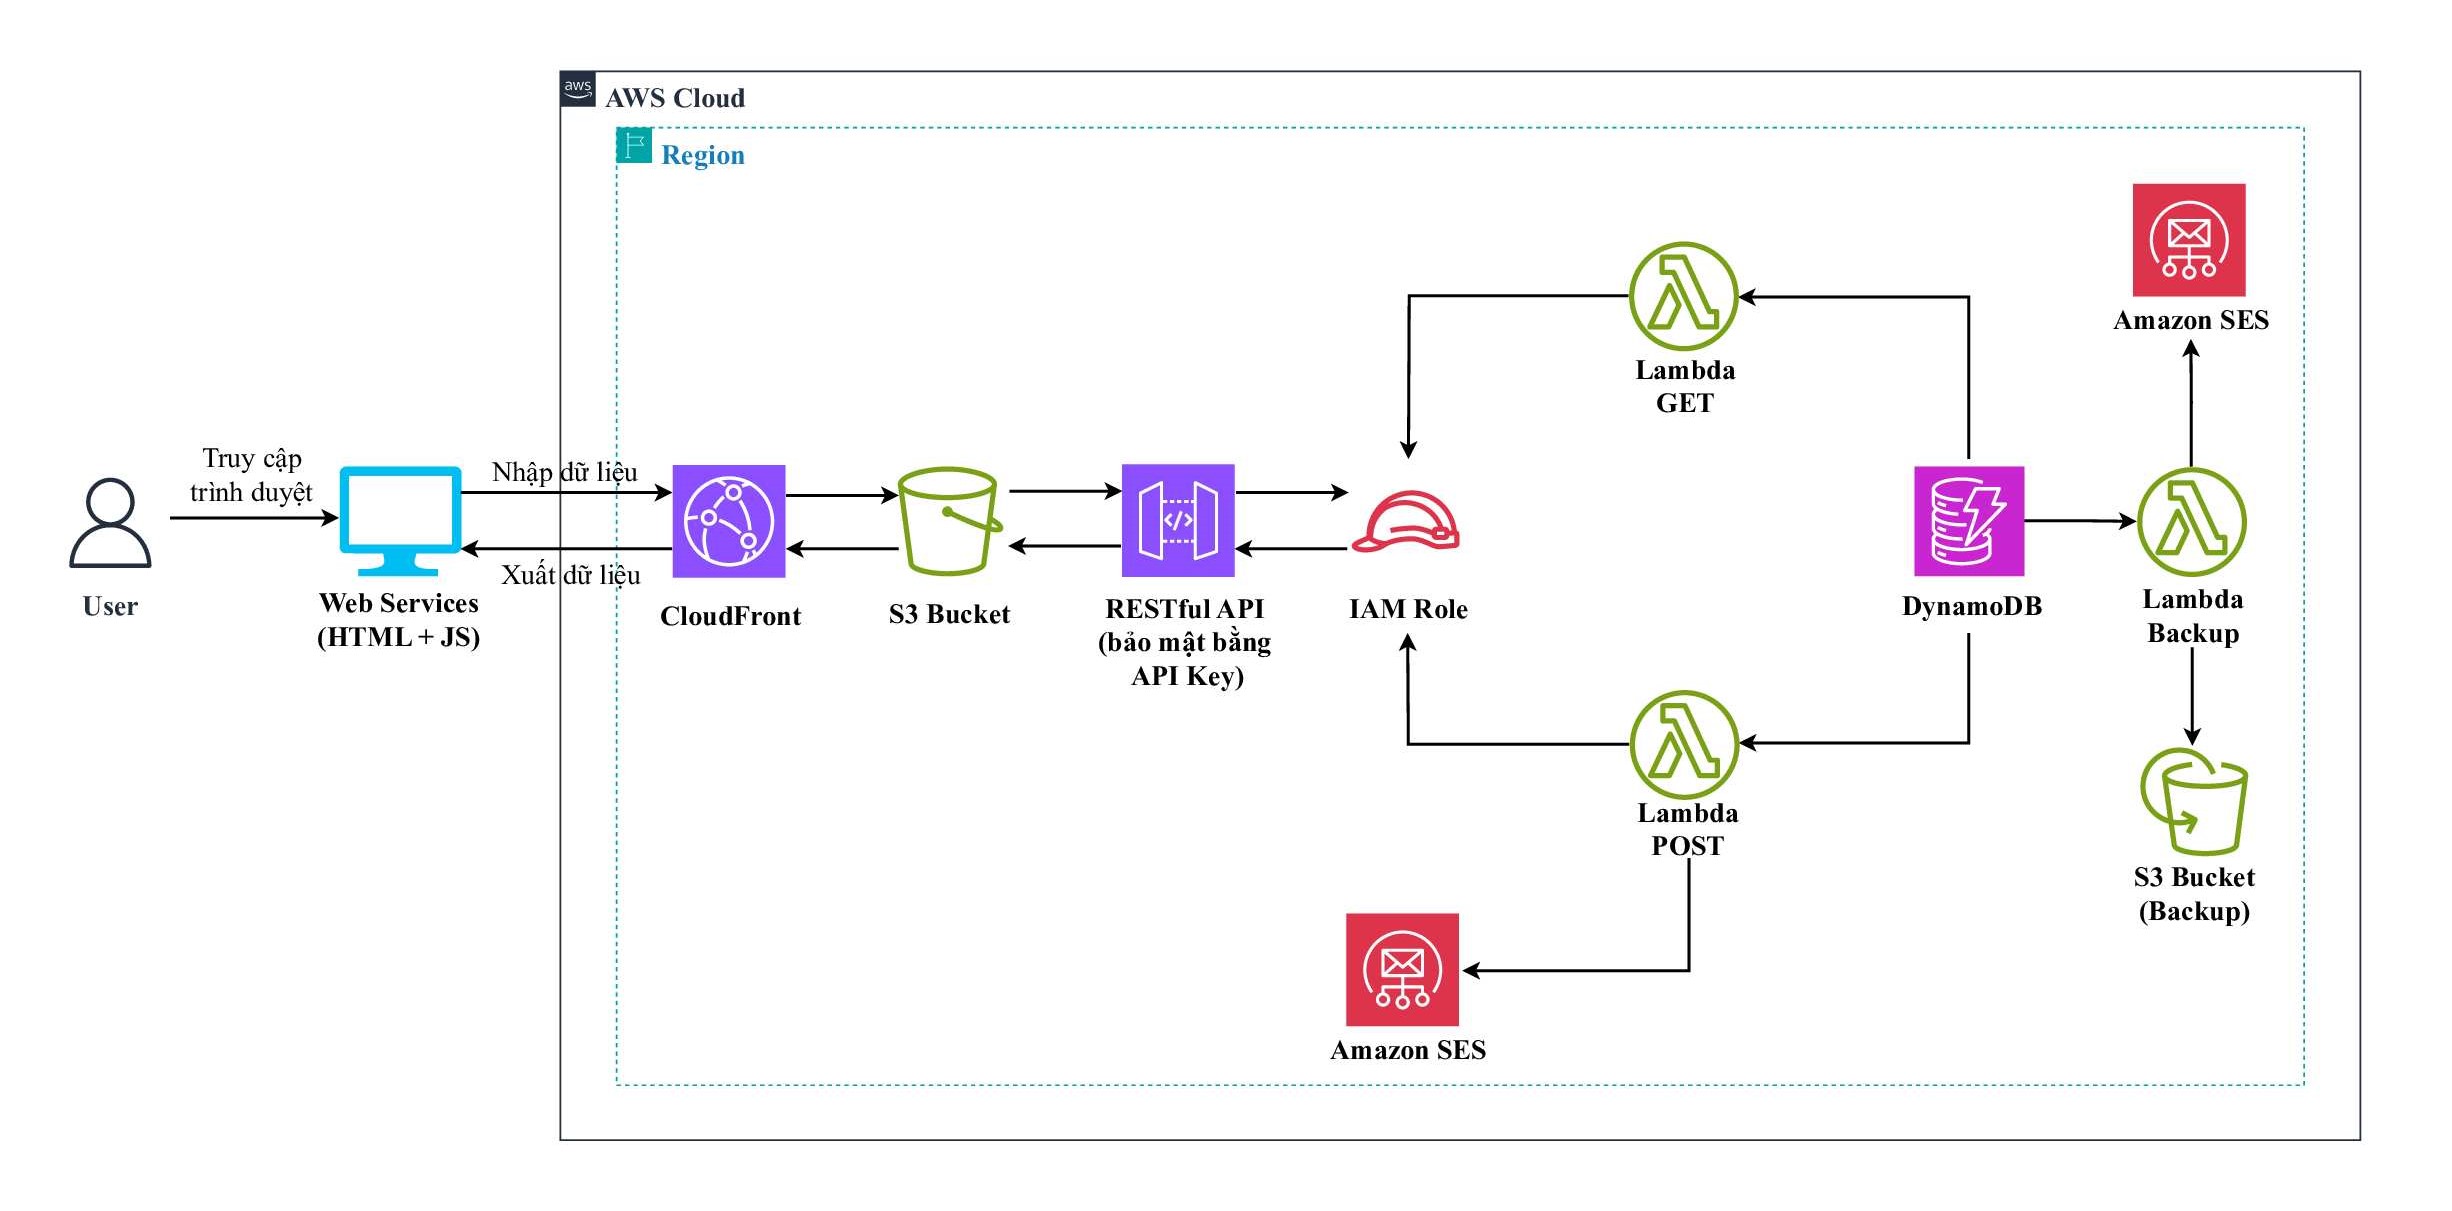 aws
AWS Cloud
Region
Amazon SES
Lambda
GET
Truy cập
trình duyệt
Nhập dữ liệu
Xuất dữ liệu
User
Web Services
(HTML + JS)
CloudFront
S3 Bucket
RESTful API
(bảo mật bằng
API Key)
IAM Role
DynamoDB
Lambda
Backup
Lambda
POST
S3 Bucket
(Backup)
Amazon SES